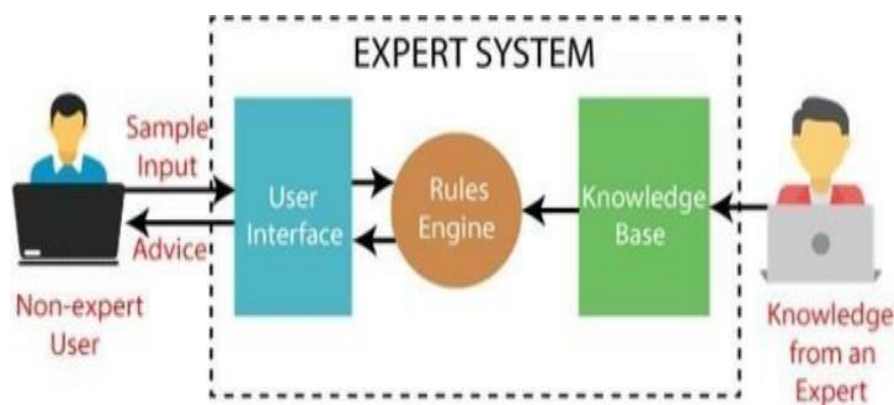 EXPERT SYSTEM
Sample
Input
Advice
Non-expert
User
User
Interface
Rules
Engine
Knowledge
Base
Knowledge
from an
Expert